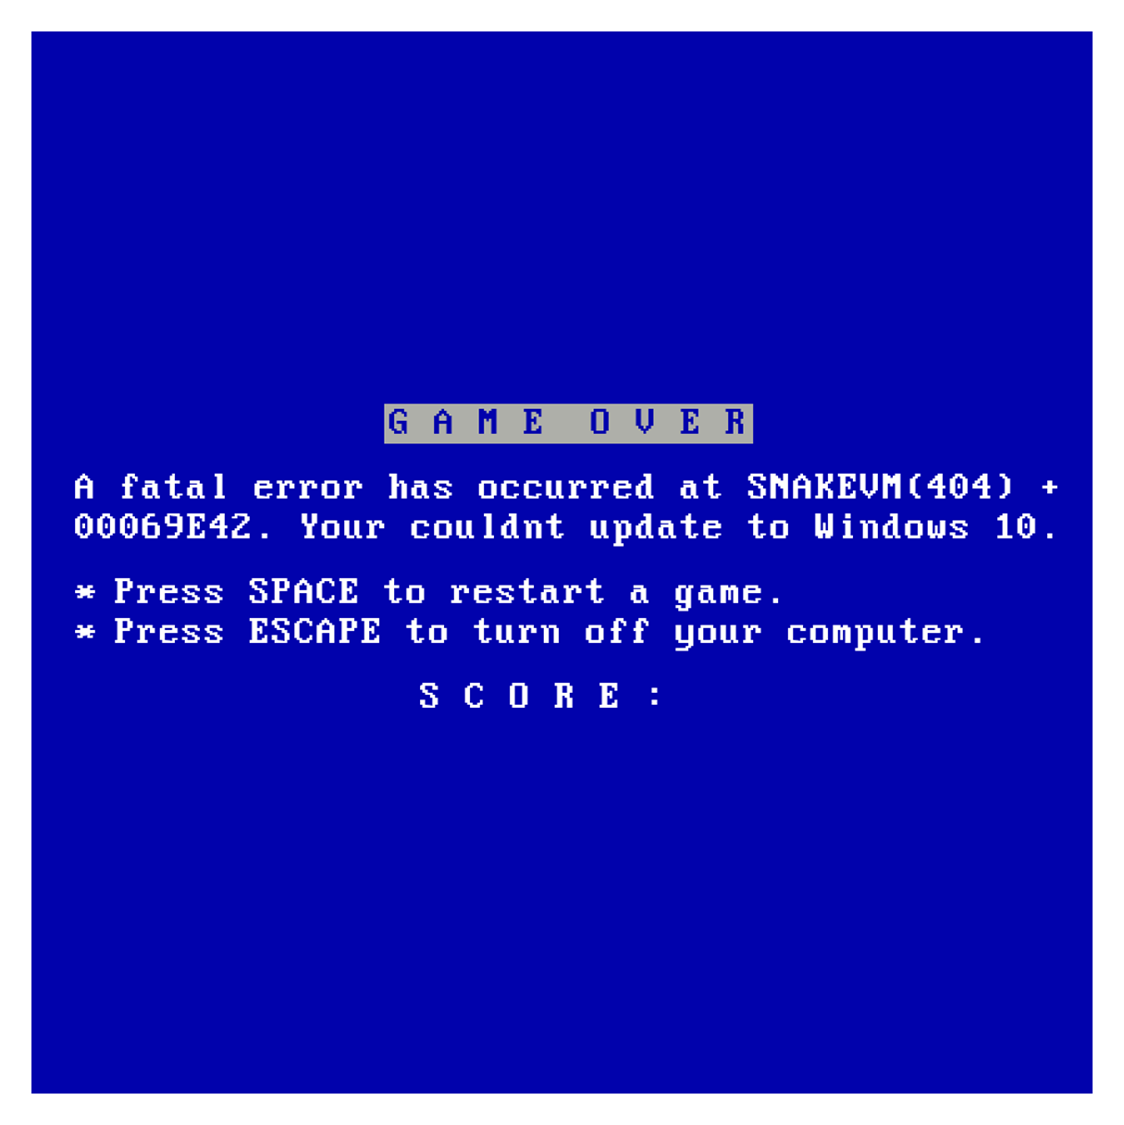 G A M E  O V E R
A fatal error has occurred at SNAKEVM(404) +
00069E42. Your couldnt update to Windows 10.
* Press SPACE to restart a game.
* Press ESCAPE to turn off your computer.
S C O R E :